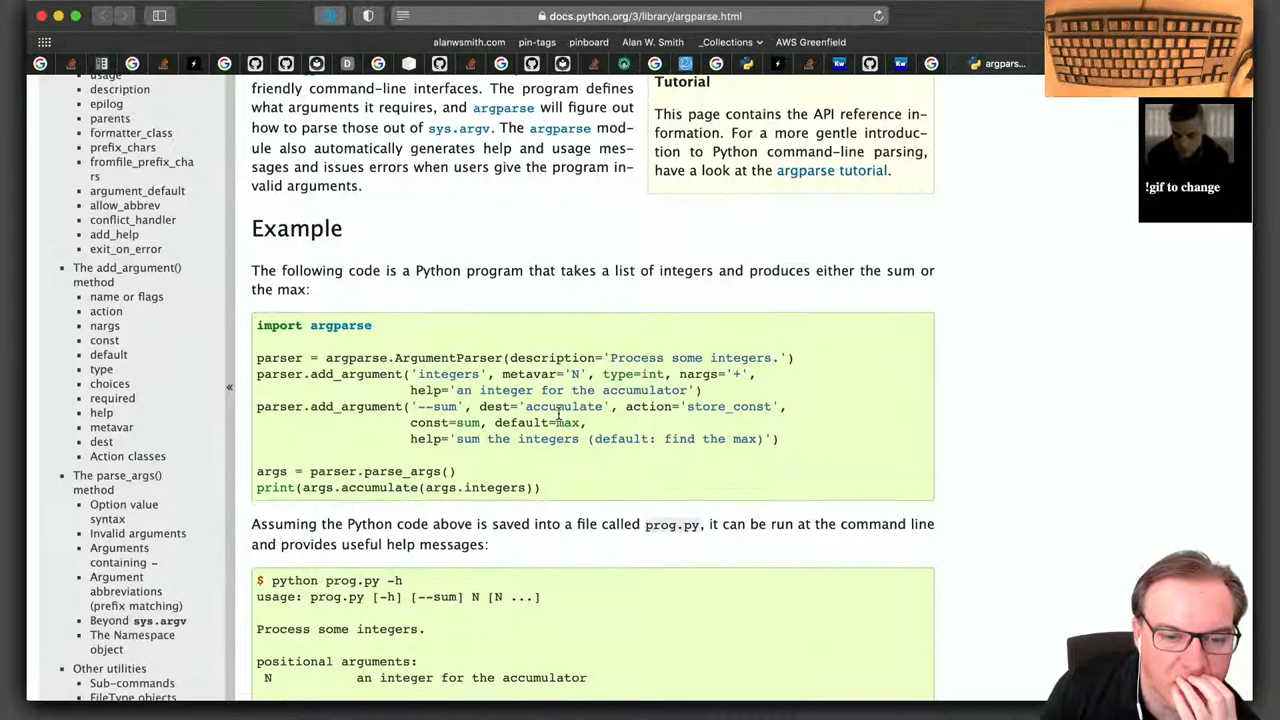 docs.python.org/3/library/argparse.html
alanwsmith.com pin-tags pinboard Alan W. Smith _Collections AWS Greenfield
argpars...
usage
description
epilog
parents
formatter_class
prefix_chars
fromfile_prefix_cha
rs
argument_default
allow_abbrev
conflict_handler
add_help
exit_on_error
The add_argument()
method
name or flags
action
nargs
const
default
type
choices
required
help
metavar
dest
Action classes
The parse_args()
method
Option value
syntax
Invalid arguments
Arguments
containing -
Argument
abbreviations
(prefix matching)
Beyond sys.argv
The Namespace
object
Other utilities
Sub-commands
FileType objects
«
friendly command-line interfaces. The program defines
what arguments it requires, and argparse will figure out
how to parse those out of sys.argv. The argparse mod-
ule also automatically generates help and usage mes-
sages and issues errors when users give the program in-
valid arguments.
Tutorial
This page contains the API reference in-
formation. For a more gentle introduc-
tion to Python command-line parsing,
have a look at the argparse tutorial.
Example
The following code is a Python program that takes a list of integers and produces either the sum or
the max:
import argparse
parser = argparse.ArgumentParser(description='Process some integers.')
parser.add_argument('integers', metavar='N', type=int, nargs='+',
help='an integer for the accumulator')
parser.add_argument('--sum', dest='accumulate', action='store_const',
const=sum, default=max,
help='sum the integers (default: find the max)')
args = parser.parse_args()
print(args.accumulate(args.integers))
Assuming the Python code above is saved into a file called prog.py, it can be run at the command line
and provides useful help messages:
$ python prog.py -h
usage: prog.py [-h] [--sum] N [N ...]
Process some integers.
positional arguments:
N an integer for the accumulator
!gif to change